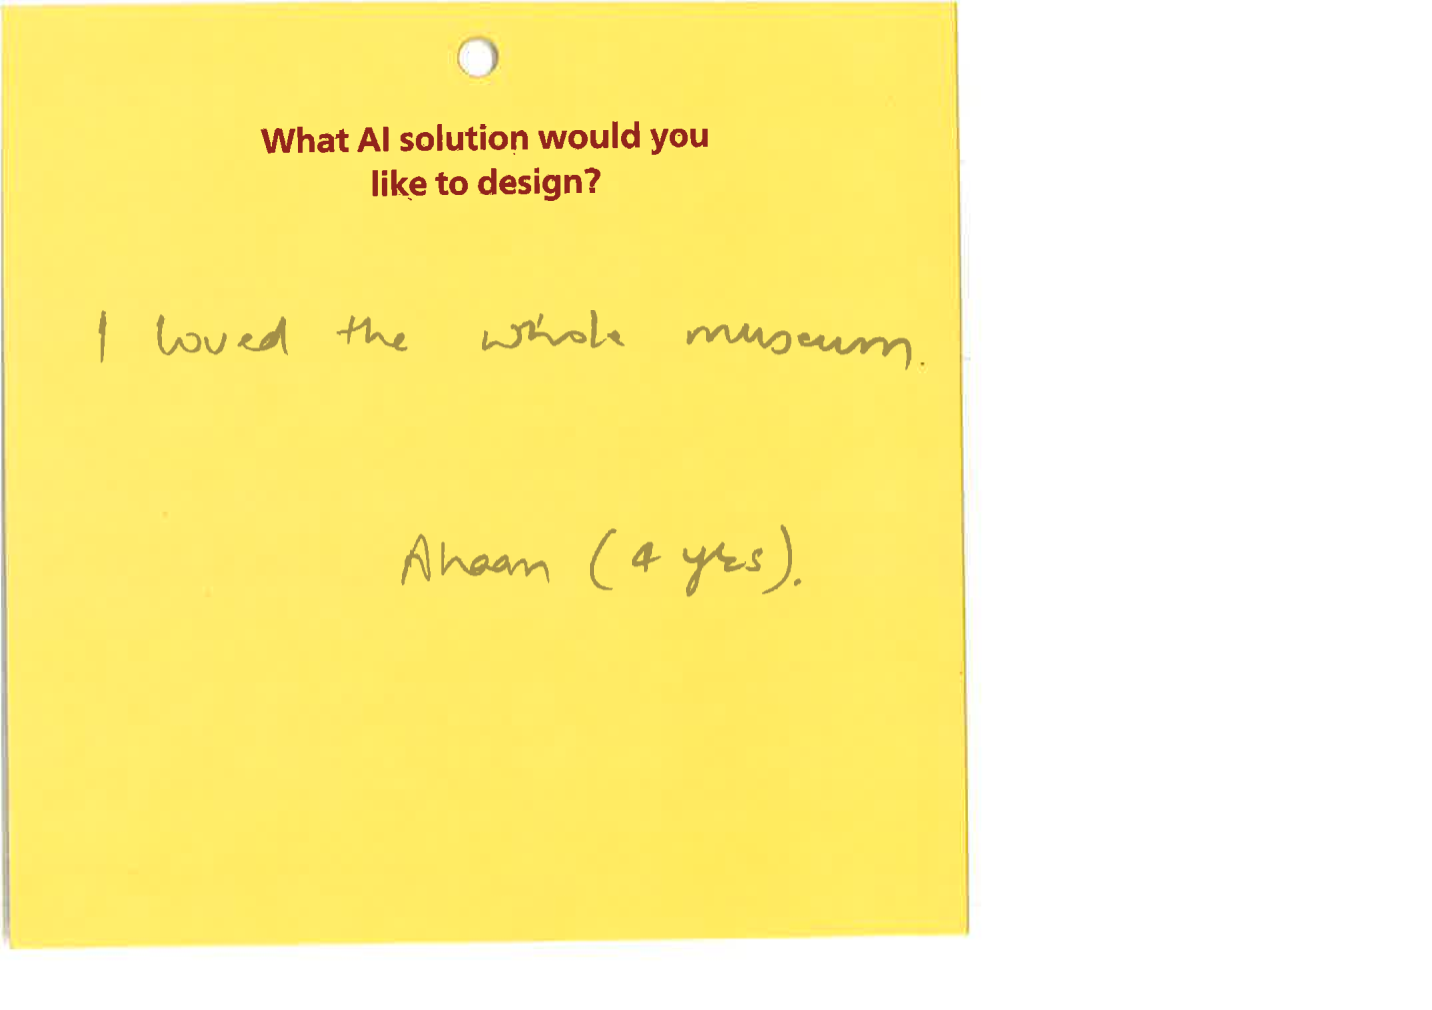 What AI solution would you
like to design?
I loved the whole museum.
Ahaan (4 yrs).